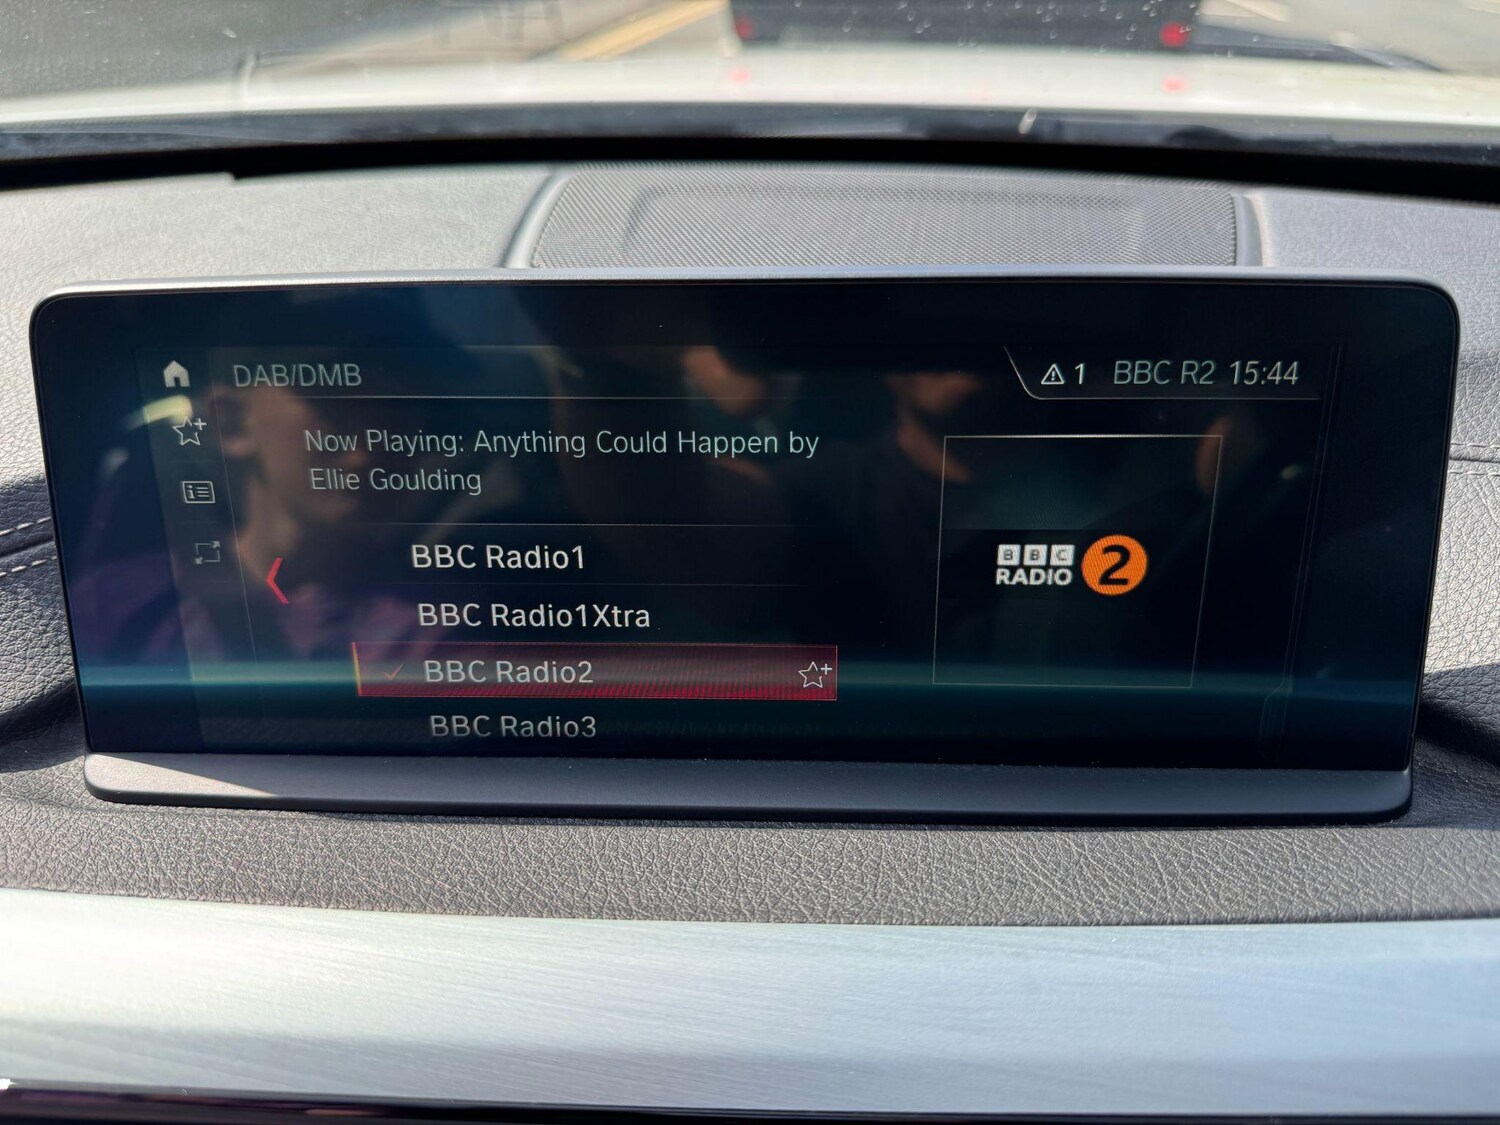 DAB/DMB
1 BBC R2 15:44
Now Playing: Anything Could Happen by
Ellie Goulding
BBC Radio1
BBC Radio1Xtra
BBC Radio2
BBC Radio3
BBC
RADIO 2